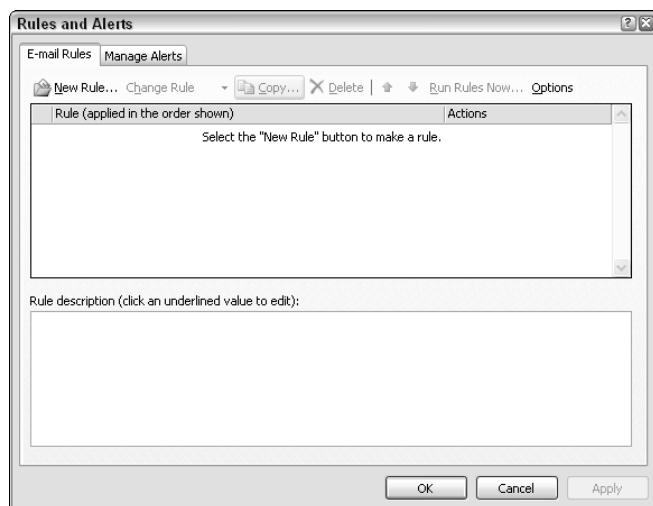 Rules and Alerts
E-mail Rules Manage Alerts
New Rule... Change Rule Copy... Delete Run Rules Now... Options
Rule (applied in the order shown) Actions
Select the "New Rule" button to make a rule.
Rule description (click an underlined value to edit):
OK Cancel Apply